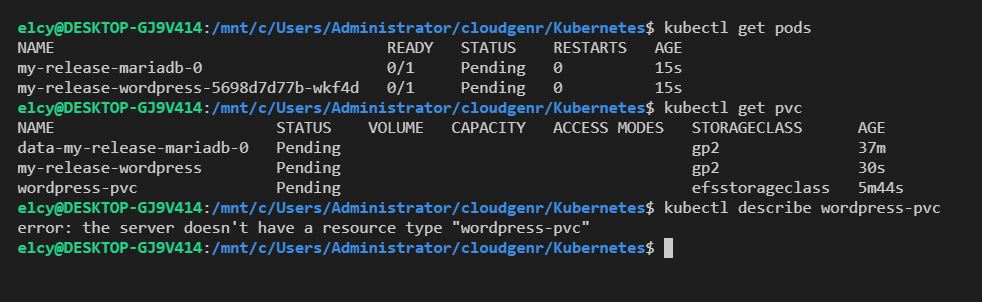 elcy@DESKTOP-GJ9V414:/mnt/c/Users/Administrator/cloudgenr/Kubernetes$ kubectl get pods
NAME READY STATUS RESTARTS AGE
my-release-mariadb-0 0/1 Pending 0 15s
my-release-wordpress-5698d7d77b-wkf4d 0/1 Pending 0 15s
elcy@DESKTOP-GJ9V414:/mnt/c/Users/Administrator/cloudgenr/Kubernetes$ kubectl get pvc
NAME STATUS VOLUME CAPACITY ACCESS MODES STORAGECLASS AGE
data-my-release-mariadb-0 Pending gp2 37m
my-release-wordpress Pending gp2 30s
wordpress-pvc Pending efsstorageclass 5m44s
elcy@DESKTOP-GJ9V414:/mnt/c/Users/Administrator/cloudgenr/Kubernetes$ kubectl describe wordpress-pvc
error: the server doesn't have a resource type "wordpress-pvc"
elcy@DESKTOP-GJ9V414:/mnt/c/Users/Administrator/cloudgenr/Kubernetes$